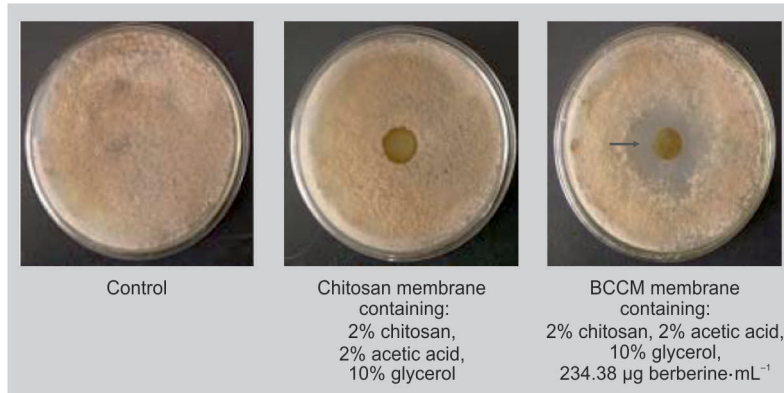 Control
Chitosan membrane
containing:
2% chitosan,
2% acetic acid,
10% glycerol
BCCM membrane
containing:
2% chitosan, 2% acetic acid,
10% glycerol,
234.38 µg berberine·mL⁻¹